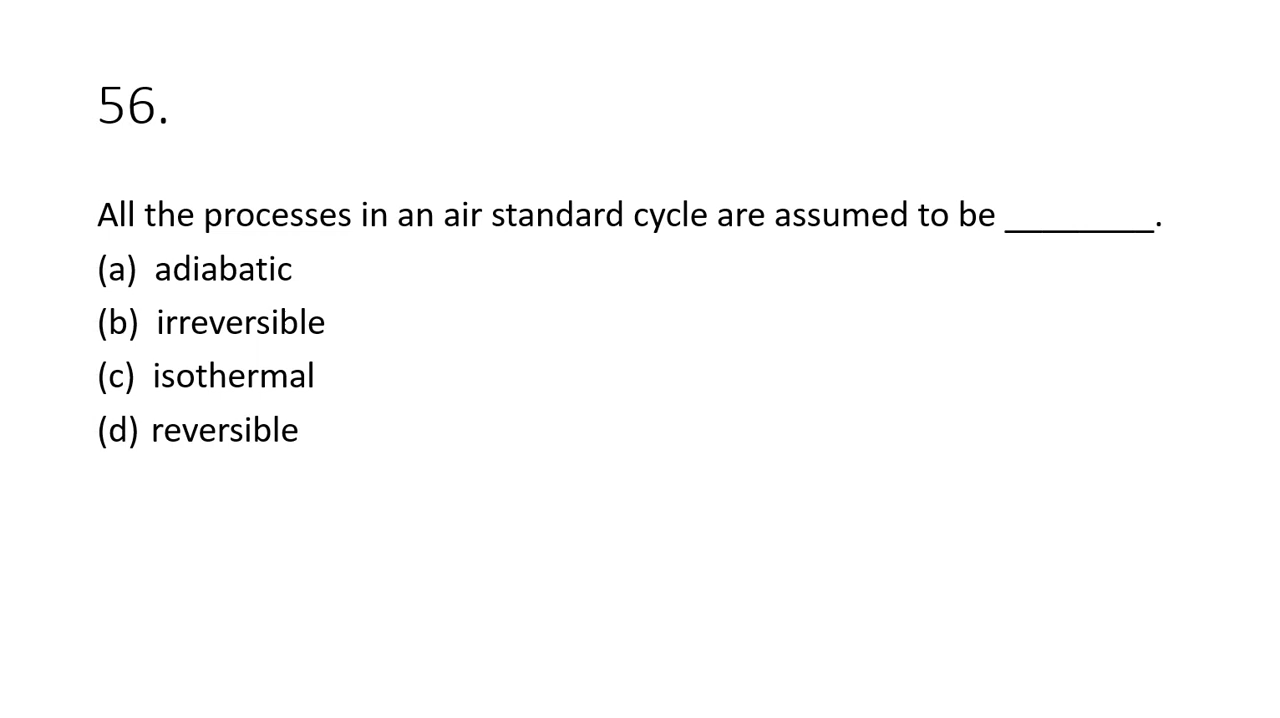 56.
All the processes in an air standard cycle are assumed to be ________.
(a) adiabatic
(b) irreversible
(c) isothermal
(d) reversible